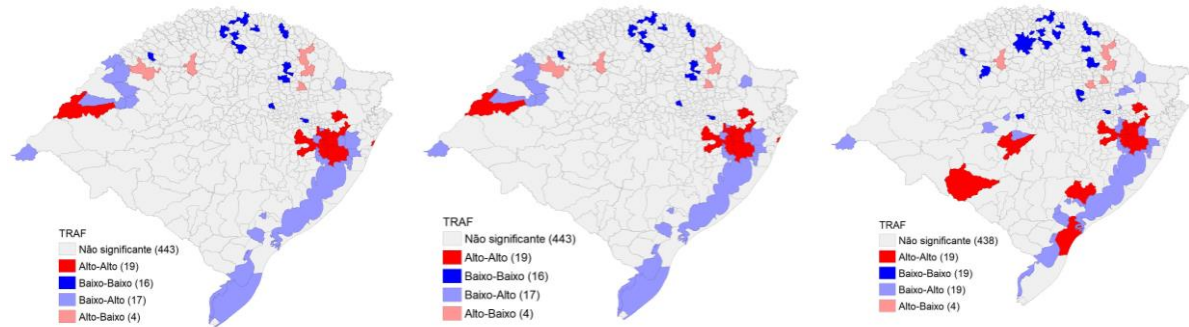 TRAF
Não significante (443)
Alto-Alto (19)
Baixo-Baixo (16)
Baixo-Alto (17)
Alto-Baixo (4)
TRAF
Não significante (443)
Alto-Alto (19)
Baixo-Baixo (16)
Baixo-Alto (17)
Alto-Baixo (4)
TRAF
Não significante (438)
Alto-Alto (19)
Baixo-Baixo (19)
Baixo-Alto (19)
Alto-Baixo (4)